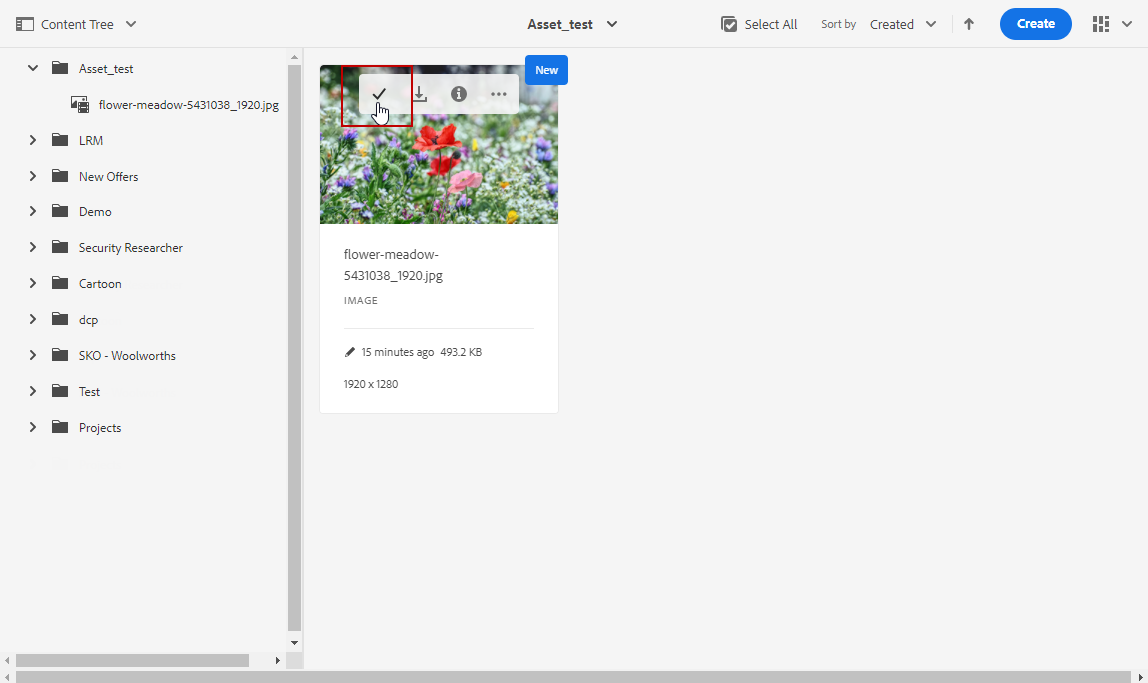 Content Tree
Asset_test
Select All
Sort by
Created
Create
Asset_test
flower-meadow-5431038_1920.jpg
LRM
New Offers
Demo
Security Researcher
Cartoon
dcp
SKO - Woolworths
Test
Projects
New
flower-meadow-
5431038_1920.jpg
IMAGE
15 minutes ago 493.2 KB
1920 x 1280